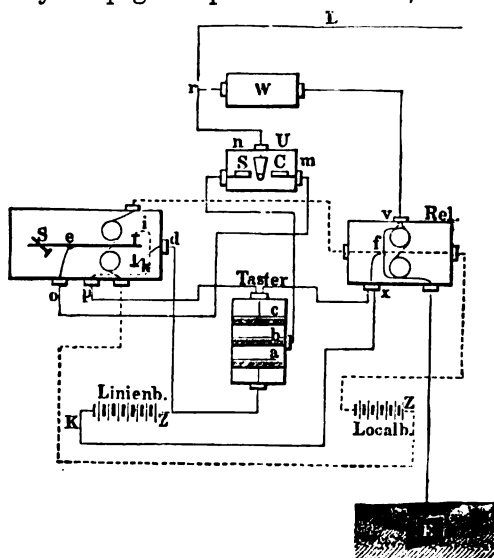 L
r W
n U
S C m
v Rel.
S e i d
k f
o p x
Taster
c
b
a
Linienb.
K Z
Z
Localb.
E